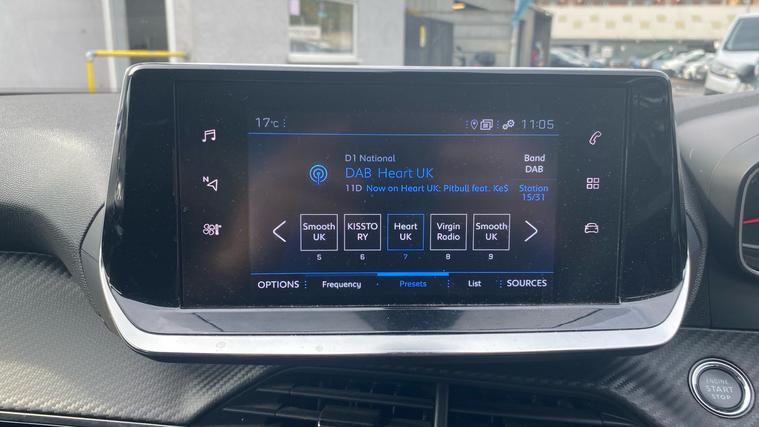 17°C
11:05
D1 National
DAB Heart UK
11D Now on Heart UK: Pitbull feat. Ke$
Band
DAB
Station
15/31
N
Smooth UK
5
KISSTO RY
6
Heart UK
7
Virgin Radio
8
Smooth UK
9
OPTIONS
Frequency
Presets
List
SOURCES
ENGINE
START
STOP